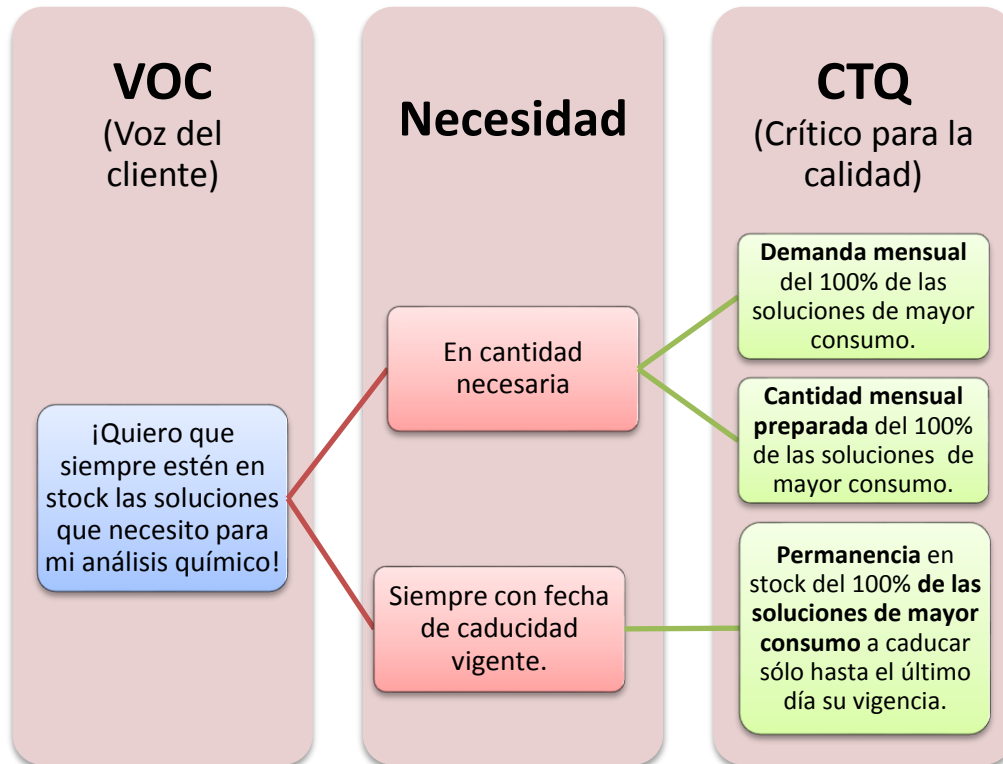 VOC
(Voz del
cliente)
Necesidad
CTQ
(Crítico para la
calidad)
¡Quiero que
siempre estén en
stock las soluciones
que necesito para
mi análisis químico!
En cantidad
necesaria
Siempre con fecha
de caducidad
vigente.
Demanda mensual
del 100% de las
soluciones de mayor
consumo.
Cantidad mensual
preparada del 100%
de las soluciones de
mayor consumo.
Permanencia en
stock del 100% de las
soluciones de mayor
consumo a caducar
sólo hasta el último
día su vigencia.